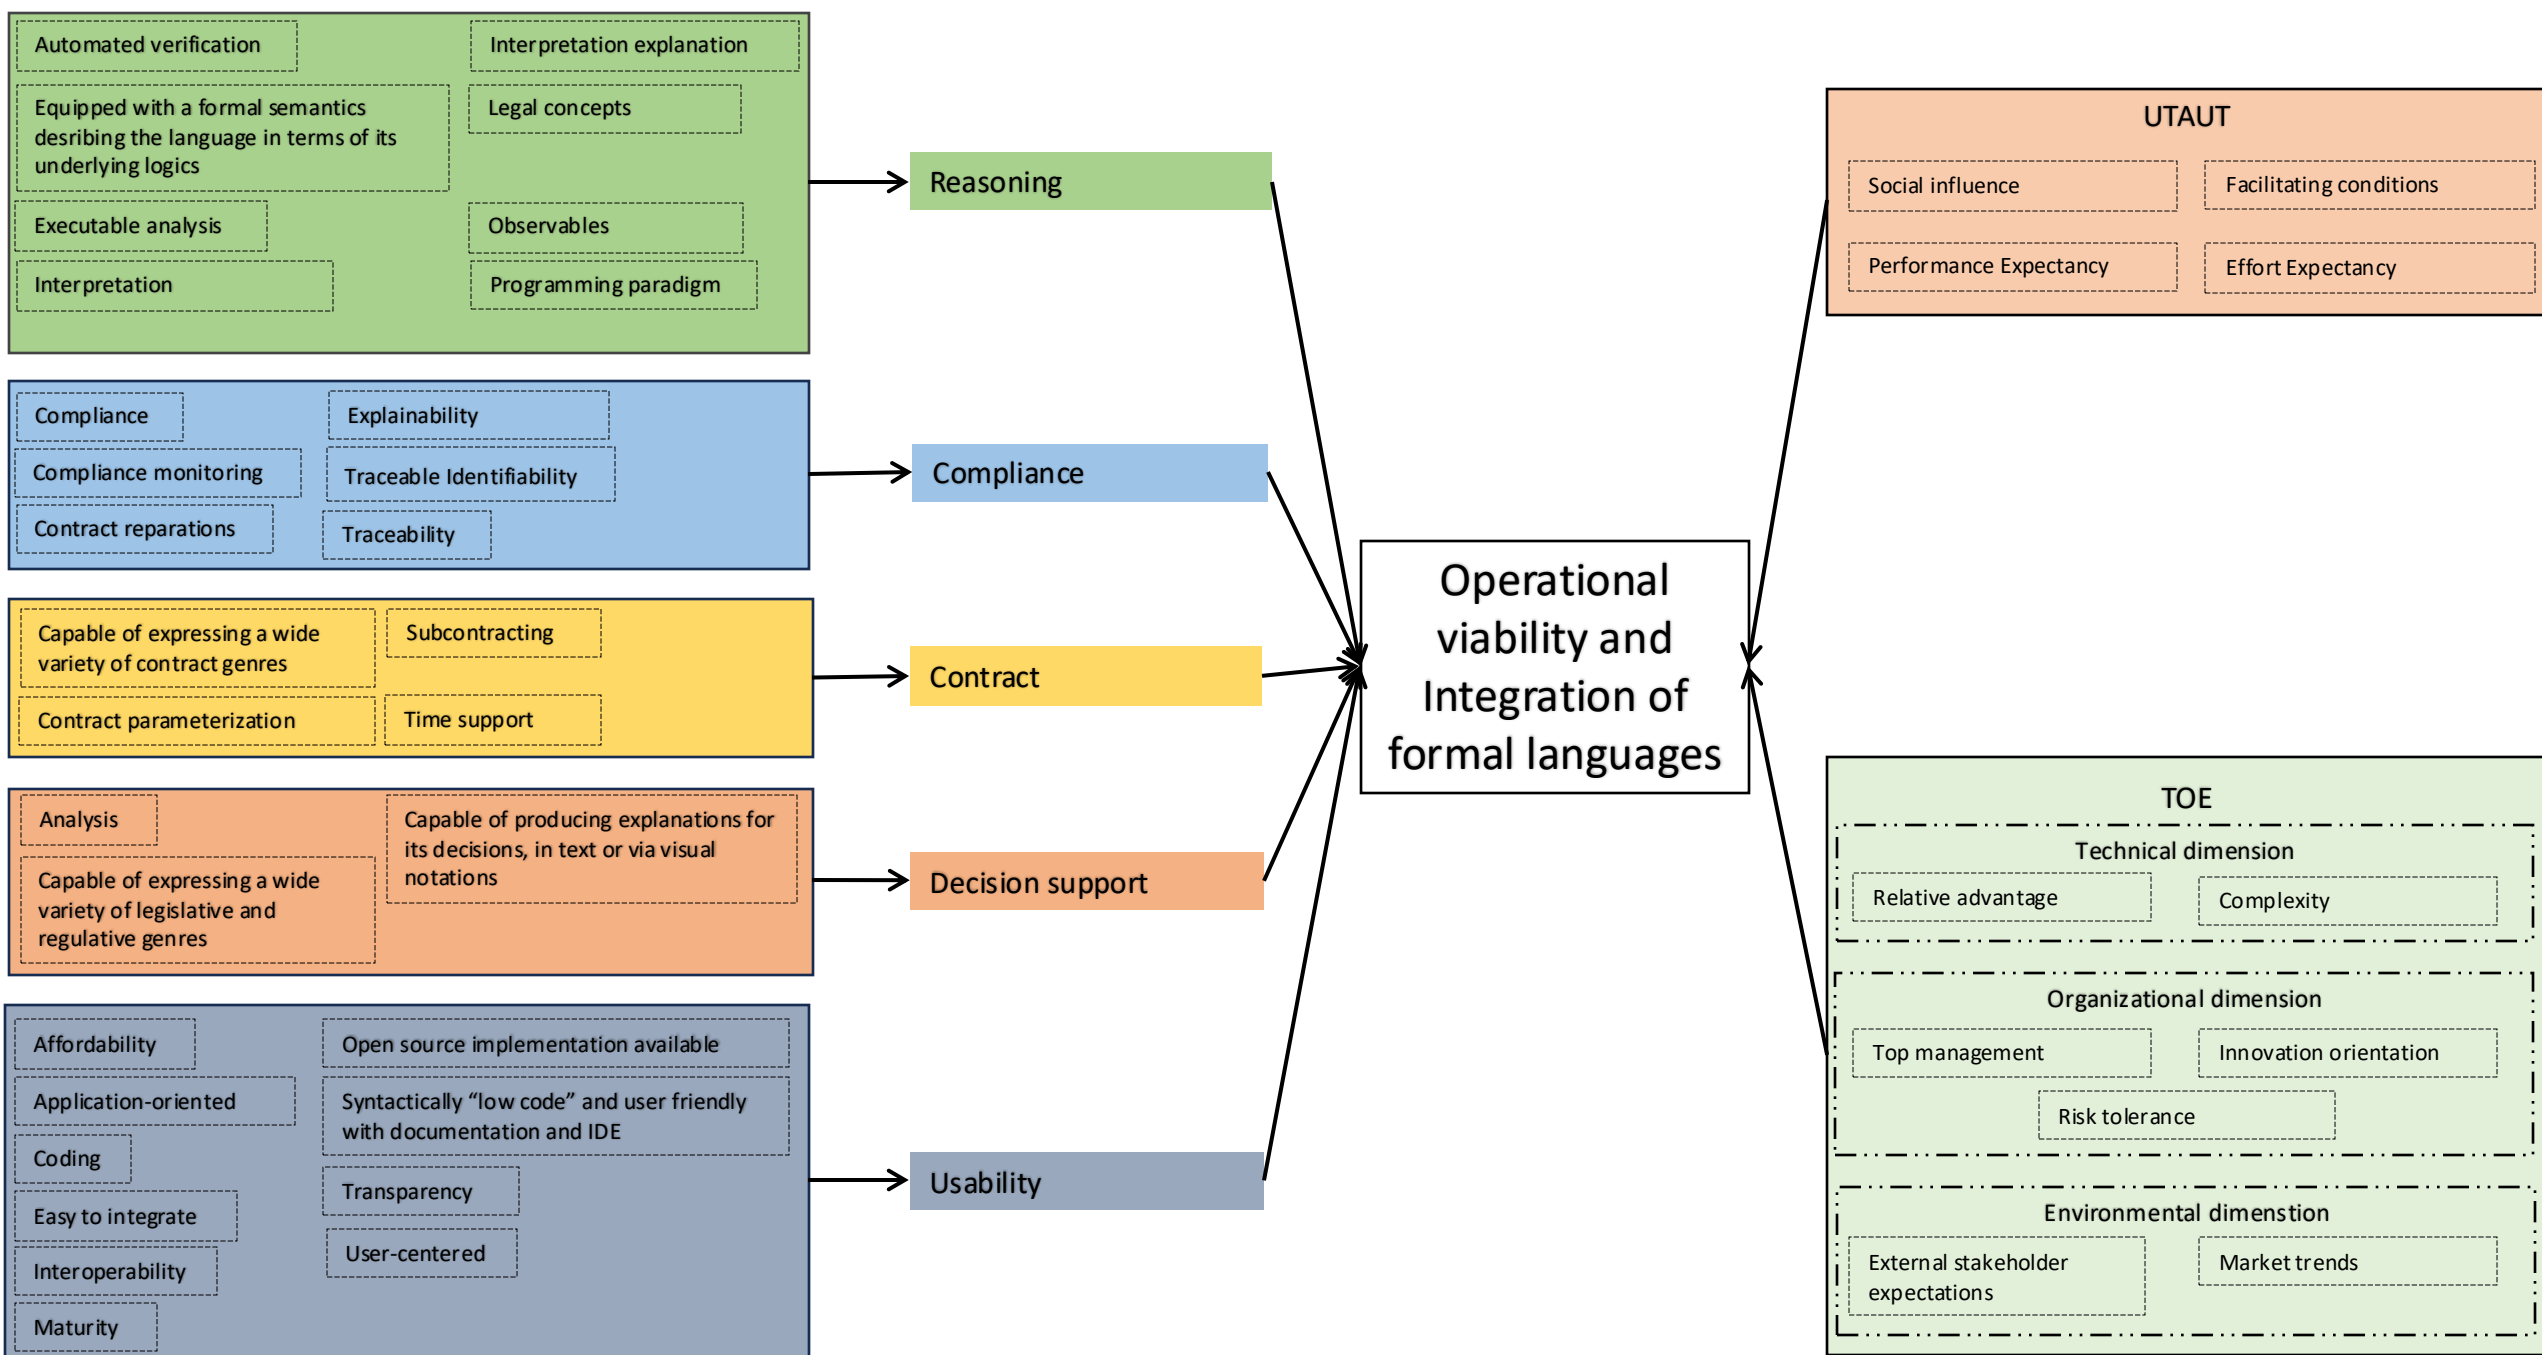 Automated verification
Interpretation explanation
Equipped with a formal semantics
desribing the language in terms of its
underlying logics
Legal concepts
Executable analysis
Observables
Interpretation
Programming paradigm
Reasoning
Compliance
Explainability
Compliance monitoring
Traceable Identifiability
Contract reparations
Traceability
Compliance
Capable of expressing a wide
variety of contract genres
Subcontracting
Contract parameterization
Time support
Contract
Analysis
Capable of producing explanations for
its decisions, in text or via visual
notations
Capable of expressing a wide
variety of legislative and
regulative genres
Decision support
Affordability
Open source implementation available
Application-oriented
Syntactically “low code” and user friendly
with documentation and IDE
Coding
Transparency
Easy to integrate
User-centered
Interoperability
Maturity
Usability
Operational
viability and
Integration of
formal languages
UTAUT
Social influence
Facilitating conditions
Performance Expectancy
Effort Expectancy
TOE
Technical dimension
Relative advantage
Complexity
Organizational dimension
Top management
Innovation orientation
Risk tolerance
Environmental dimenstion
External stakeholder
expectations
Market trends